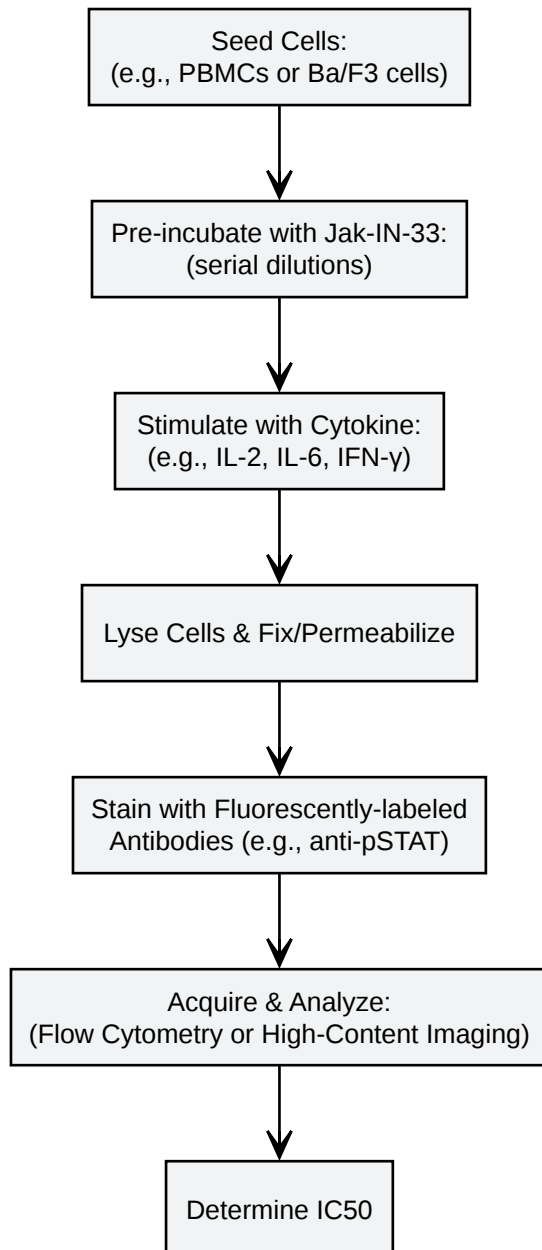 Seed Cells:
(e.g., PBMCs or Ba/F3 cells)
Pre-incubate with Jak-IN-33:
(serial dilutions)
Stimulate with Cytokine:
(e.g., IL-2, IL-6, IFN-γ)
Lyse Cells & Fix/Permeabilize
Stain with Fluorescently-labeled
Antibodies (e.g., anti-pSTAT)
Acquire & Analyze:
(Flow Cytometry or High-Content Imaging)
Determine IC50